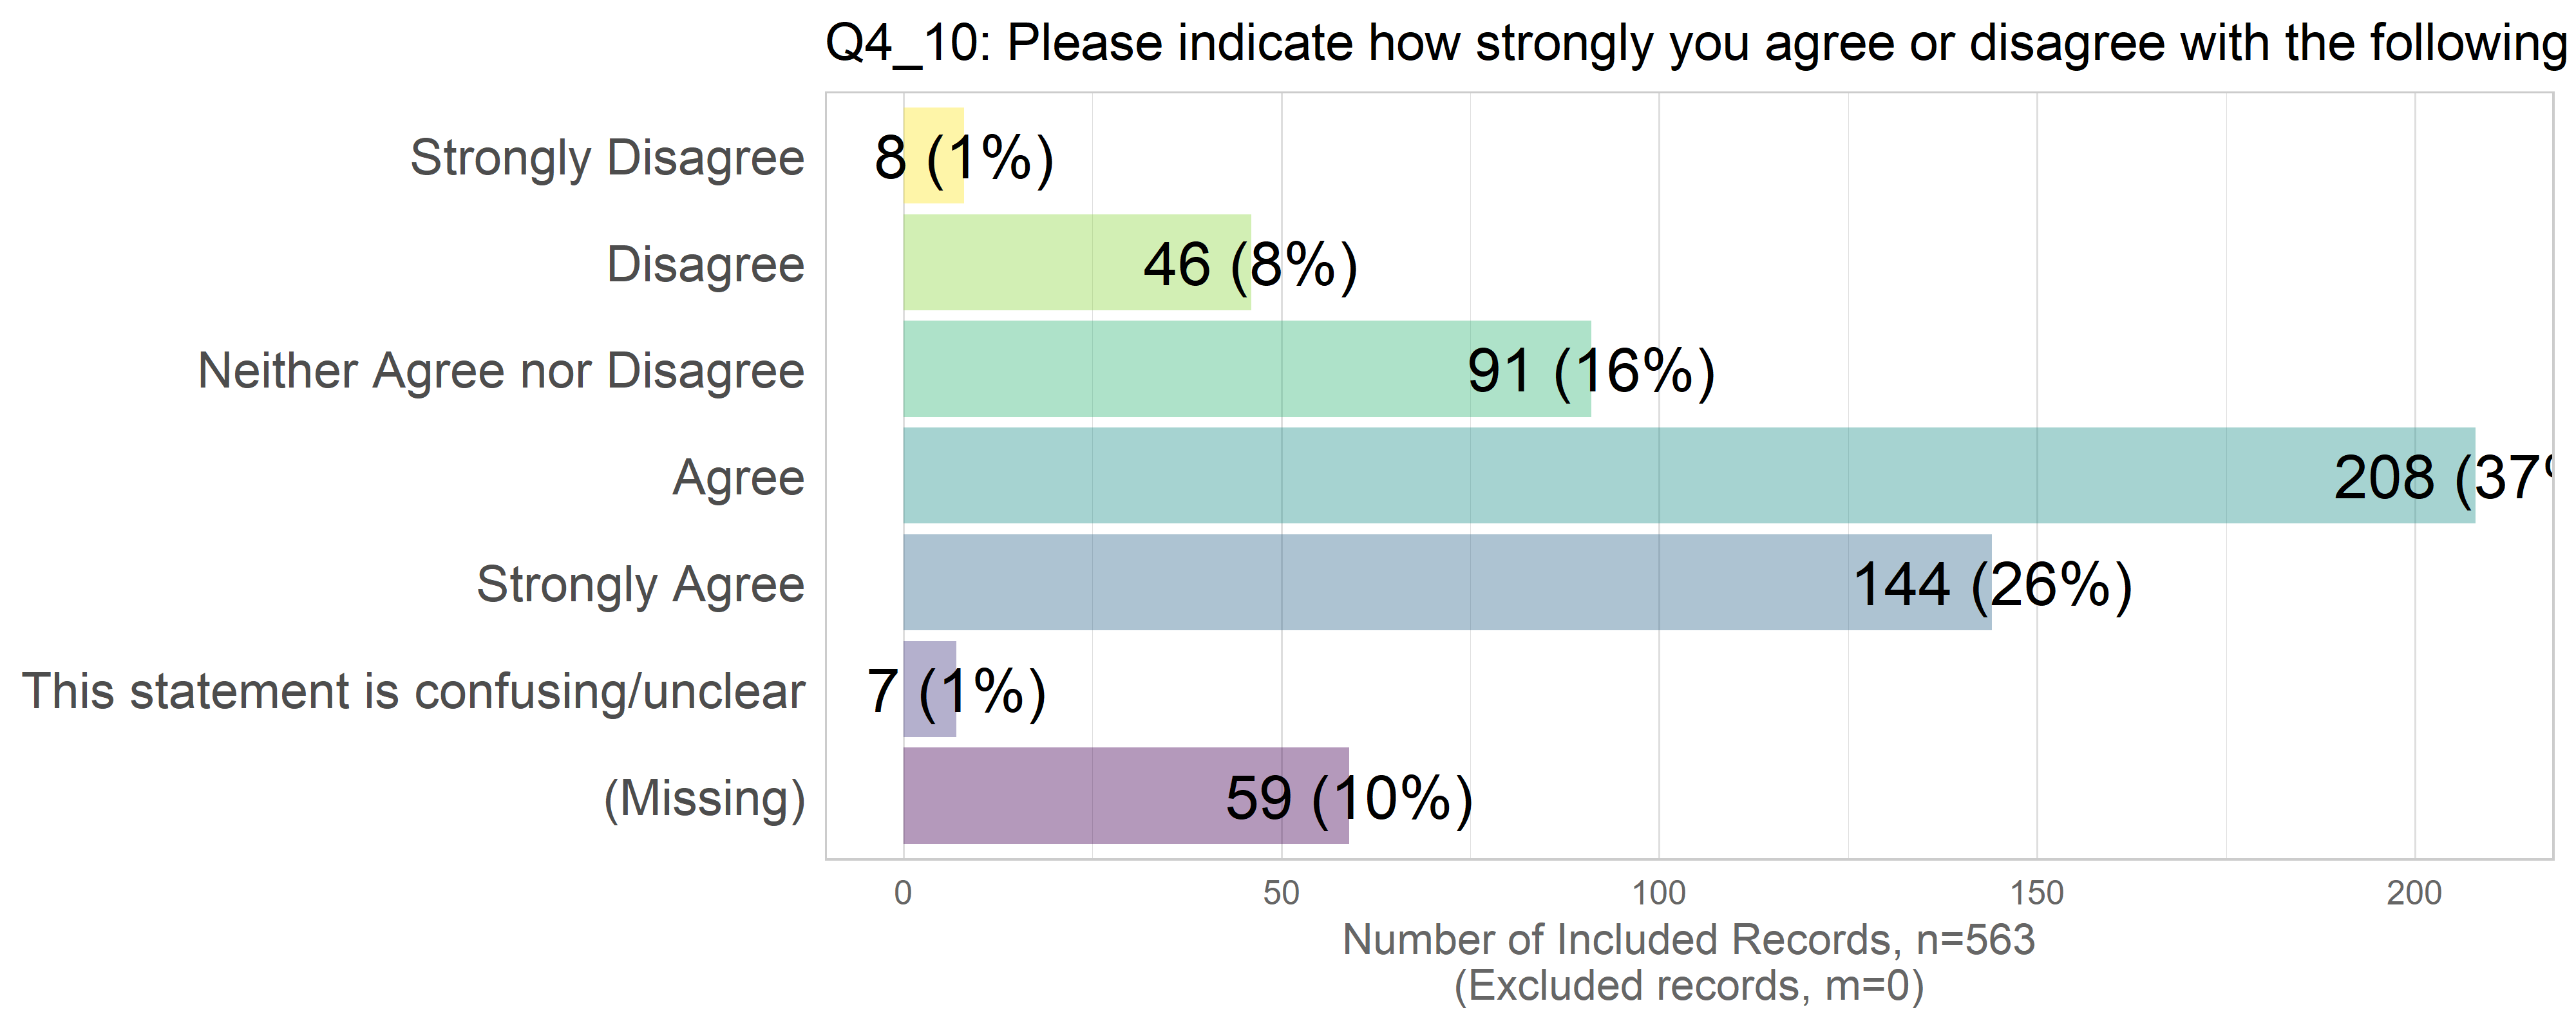 Q4_10: Please indicate how strongly you agree or disagree with the following
Strongly Disagree
8 (1%)
Disagree
46 (8%)
Neither Agree nor Disagree
91 (16%)
Agree
208 (37%
Strongly Agree
144 (26%)
This statement is confusing/unclear
7 (1%)
(Missing)
59 (10%)
0 50 100 150 200
Number of Included Records, n=563
(Excluded records, m=0)